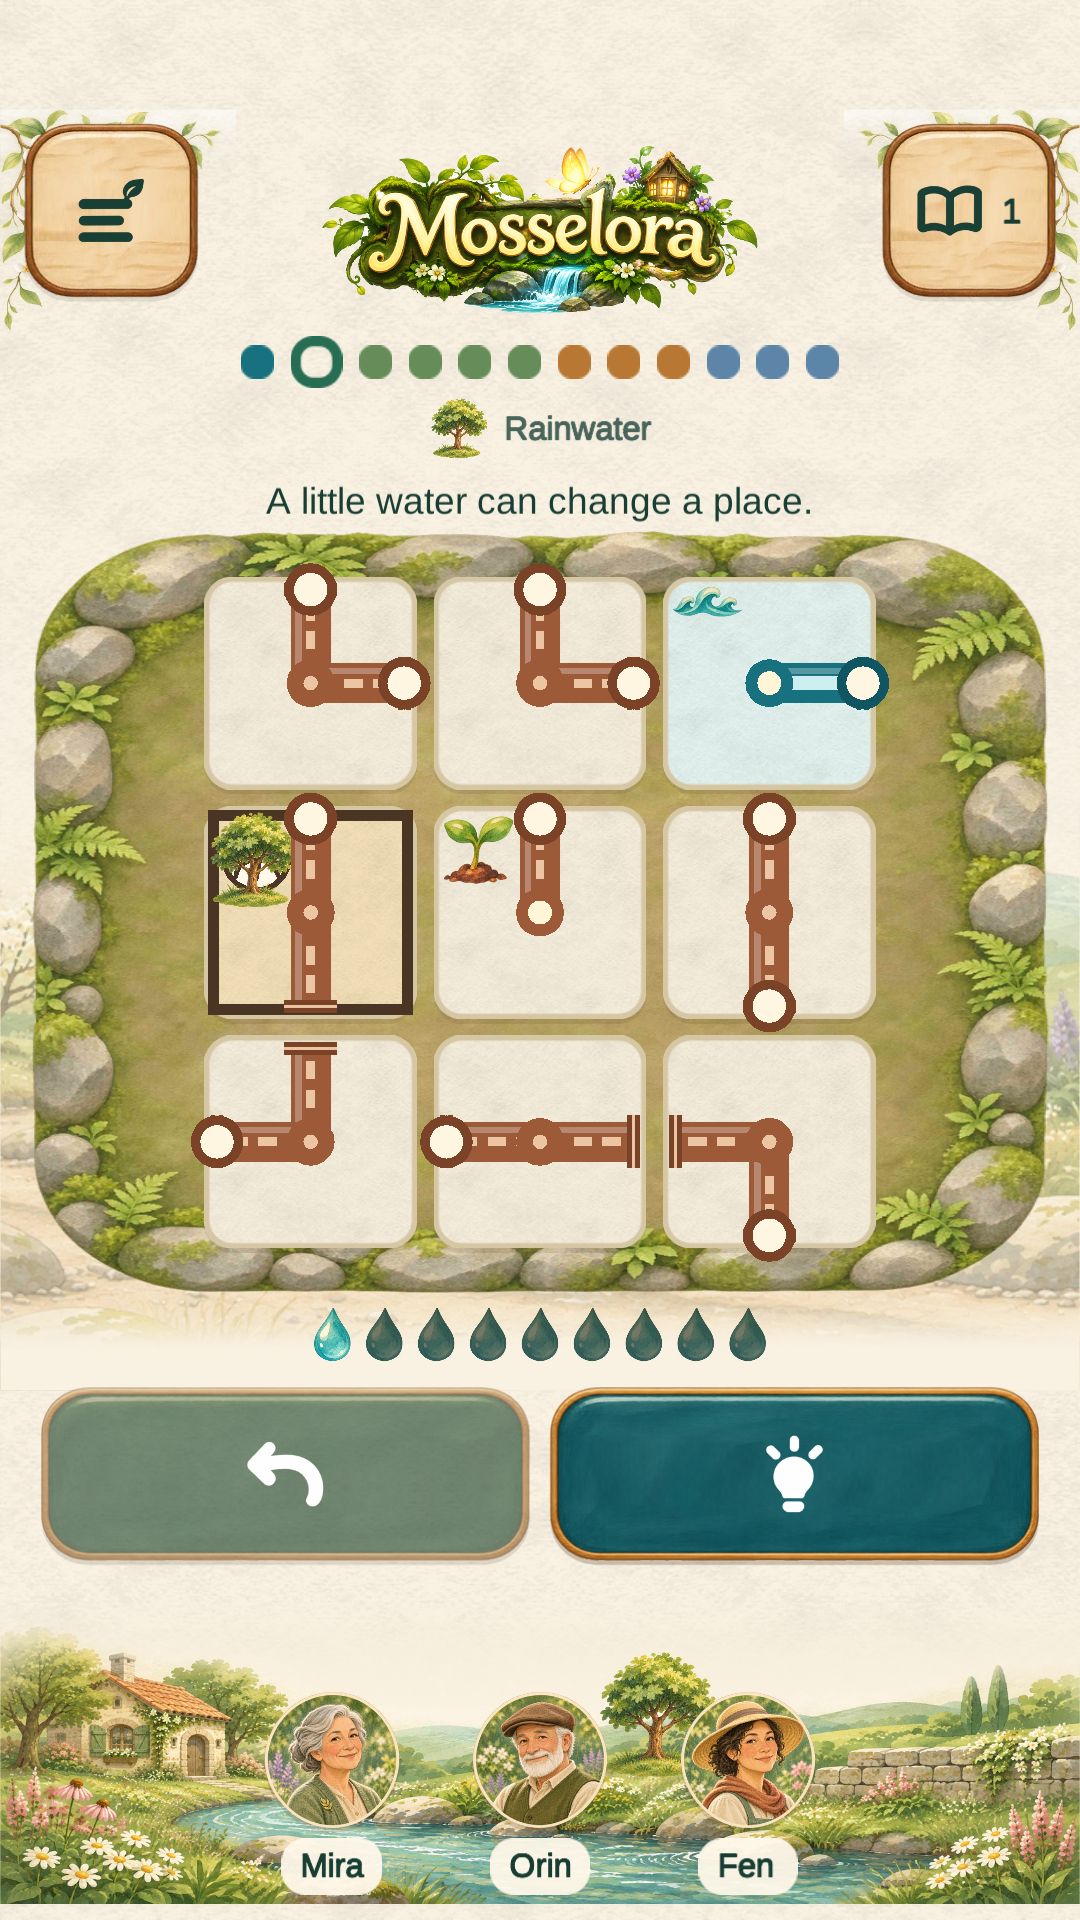 Mosselora
1
Rainwater
A little water can change a place.
Mira
Orin
Fen